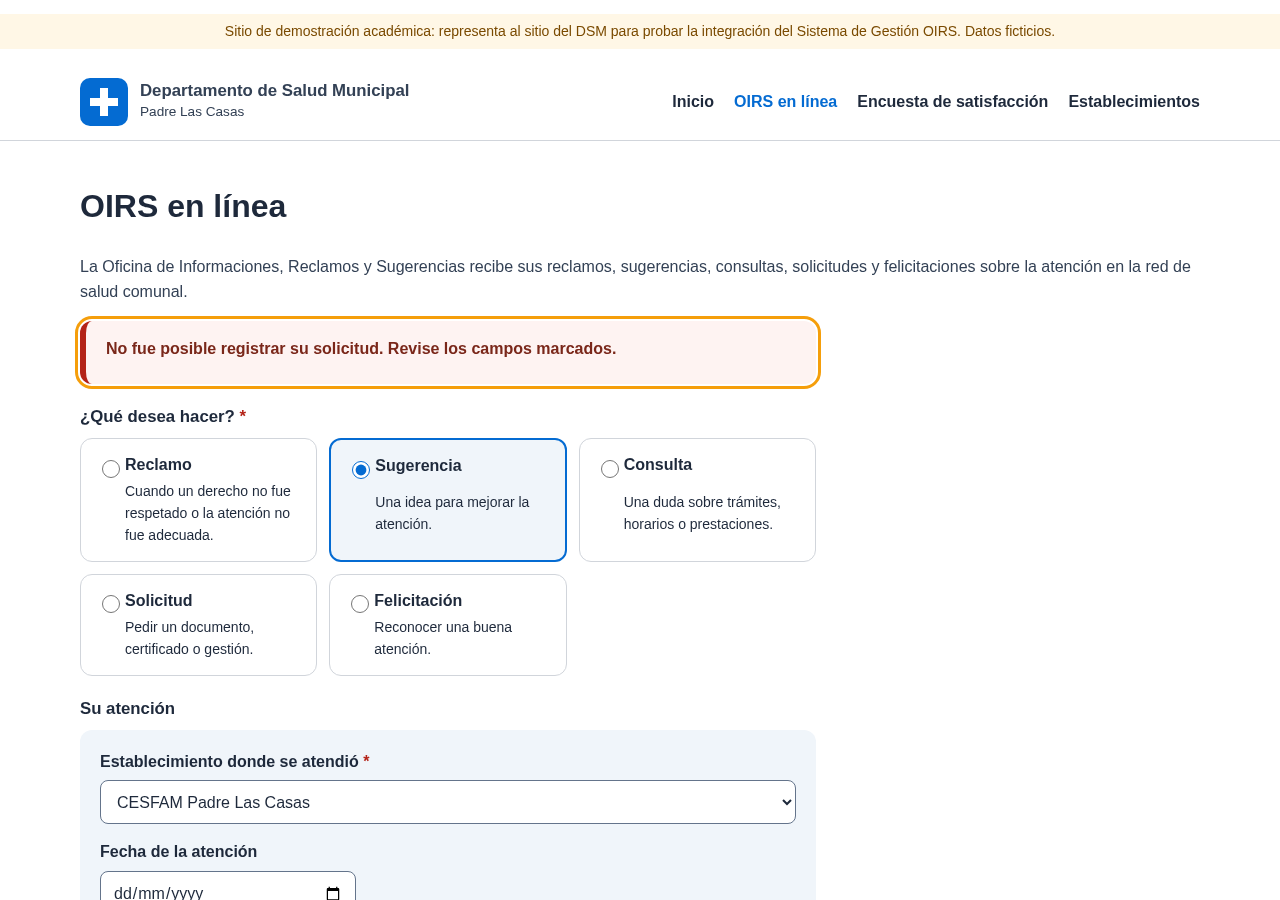 Sitio de demostración académica: representa al sitio del DSM para probar la integración del Sistema de Gestión OIRS. Datos ficticios.
Departamento de Salud Municipal
Padre Las Casas
Inicio
OIRS en línea
Encuesta de satisfacción
Establecimientos
OIRS en línea
La Oficina de Informaciones, Reclamos y Sugerencias recibe sus reclamos, sugerencias, consultas, solicitudes y felicitaciones sobre la atención en la red de
salud comunal.
No fue posible registrar su solicitud. Revise los campos marcados.
¿Qué desea hacer? *
Reclamo
Cuando un derecho no fue
respetado o la atención no
fue adecuada.
Sugerencia
Una idea para mejorar la
atención.
Consulta
Una duda sobre trámites,
horarios o prestaciones.
Solicitud
Pedir un documento,
certificado o gestión.
Felicitación
Reconocer una buena
atención.
Su atención
Establecimiento donde se atendió *
CESFAM Padre Las Casas
Fecha de la atención
dd/mm/yyyy